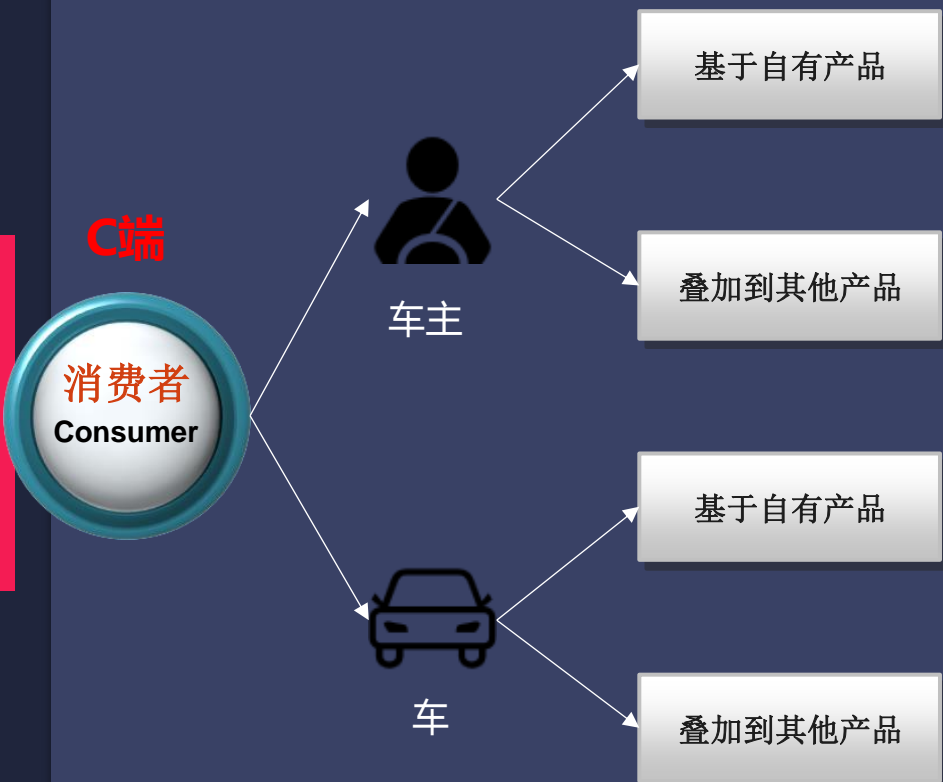 C端
消费者
Consumer
车主
基于自有产品
叠加到其他产品
车
基于自有产品
叠加到其他产品